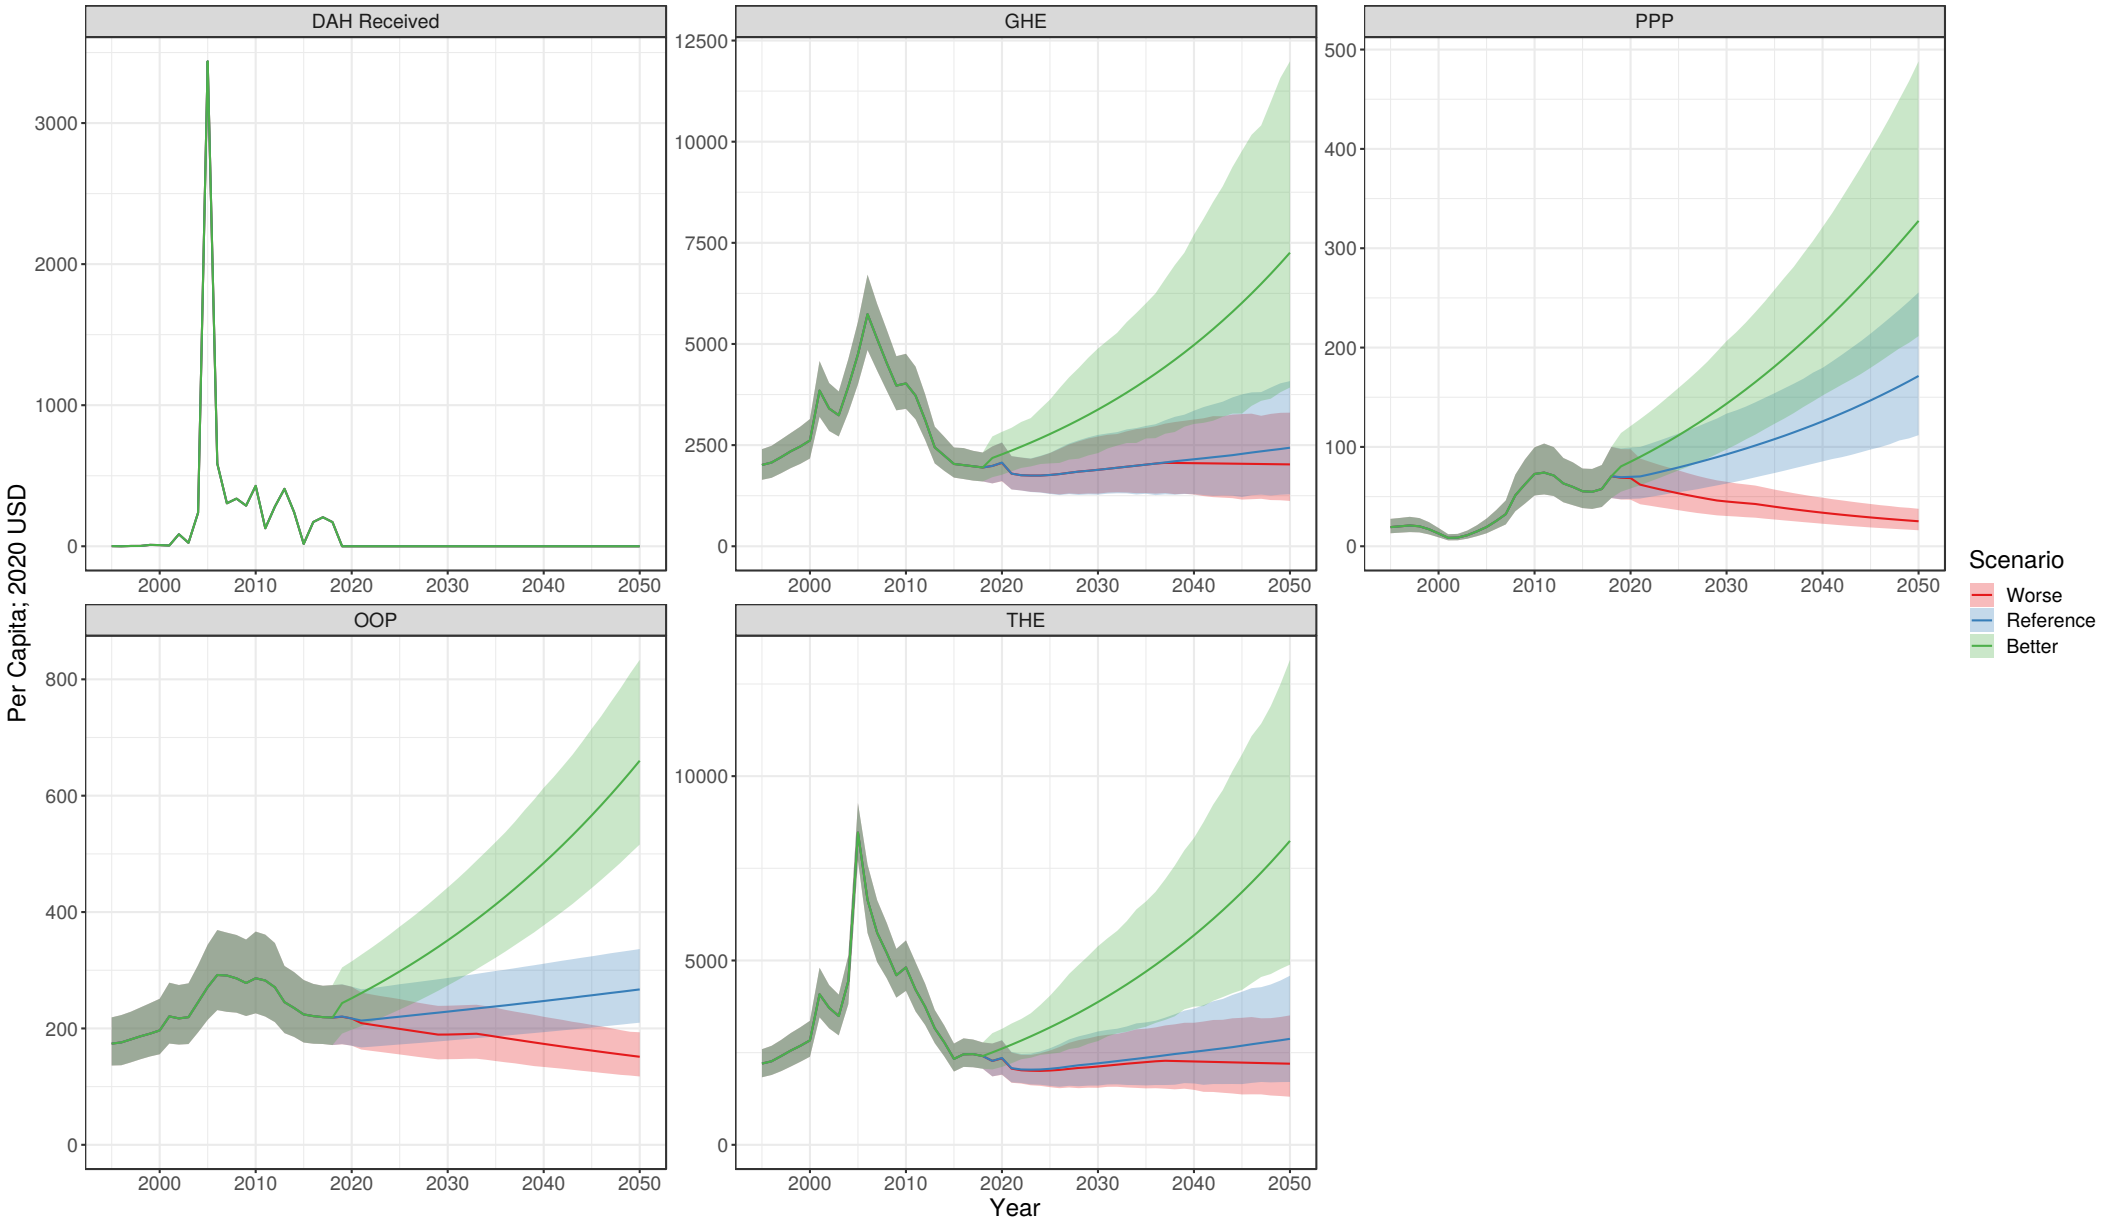 DAH Received
GHE
PPP
3000
2000
1000
0
2000 2010 2020 2030 2040 2050
12500
10000
7500
5000
2500
0
2000 2010 2020 2030 2040 2050
500
400
300
200
100
0
2000 2010 2020 2030 2040 2050
OOP
THE
800
600
400
200
0
2000 2010 2020 2030 2040 2050
10000
5000
0
2000 2010 2020 2030 2040 2050
Per Capita; 2020 USD
Year
Scenario
Worse
Reference
Better